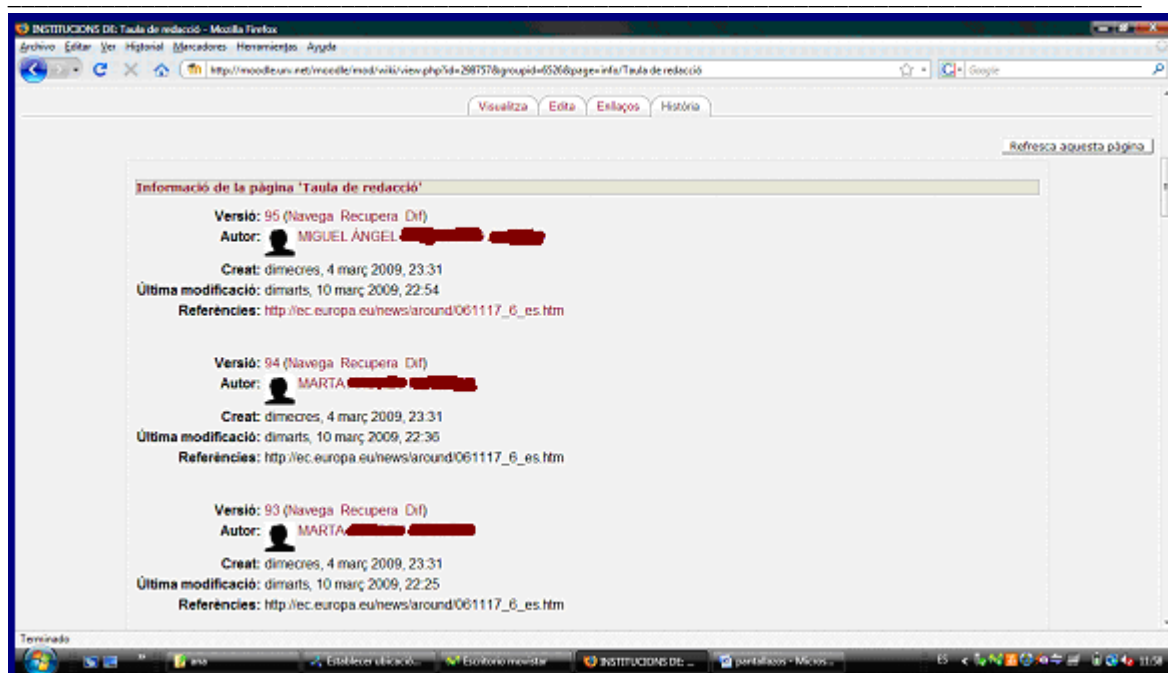 INSTITUCIONS DE: Taula de redacció - Mozilla Firefox
Archivo Editar Ver Historial Marcadores Herramientas Ayuda
http://moodle.urv.net/moodle/mod/wiki/view.php?id=298757&groupid=6526&page=info/Taula de redacció
Google
Visualitza Edita Enllaços Història
Refresca aquesta pàgina
Informació de la pàgina 'Taula de redacció'
Versió: 95 (Navega Recupera Dif)
Autor: MIGUEL ÁNGEL
Creat: dimecres, 4 març 2009, 23:31
Última modificació: dimarts, 10 març 2009, 22:54
Referències: http://ec.europa.eu/news/around/061117_6_es.htm
Versió: 94 (Navega Recupera Dif)
Autor: MARTA
Creat: dimecres, 4 març 2009, 23:31
Última modificació: dimarts, 10 març 2009, 22:36
Referències: http://ec.europa.eu/news/around/061117_6_es.htm
Versió: 93 (Navega Recupera Dif)
Autor: MARTA
Creat: dimecres, 4 març 2009, 23:31
Última modificació: dimarts, 10 març 2009, 22:25
Referències: http://ec.europa.eu/news/around/061117_6_es.htm
Terminado
ana Establecer ubicació... Escritorio movistar INSTITUCIONS DE: ... pantallazos - Micros... ES 11:58